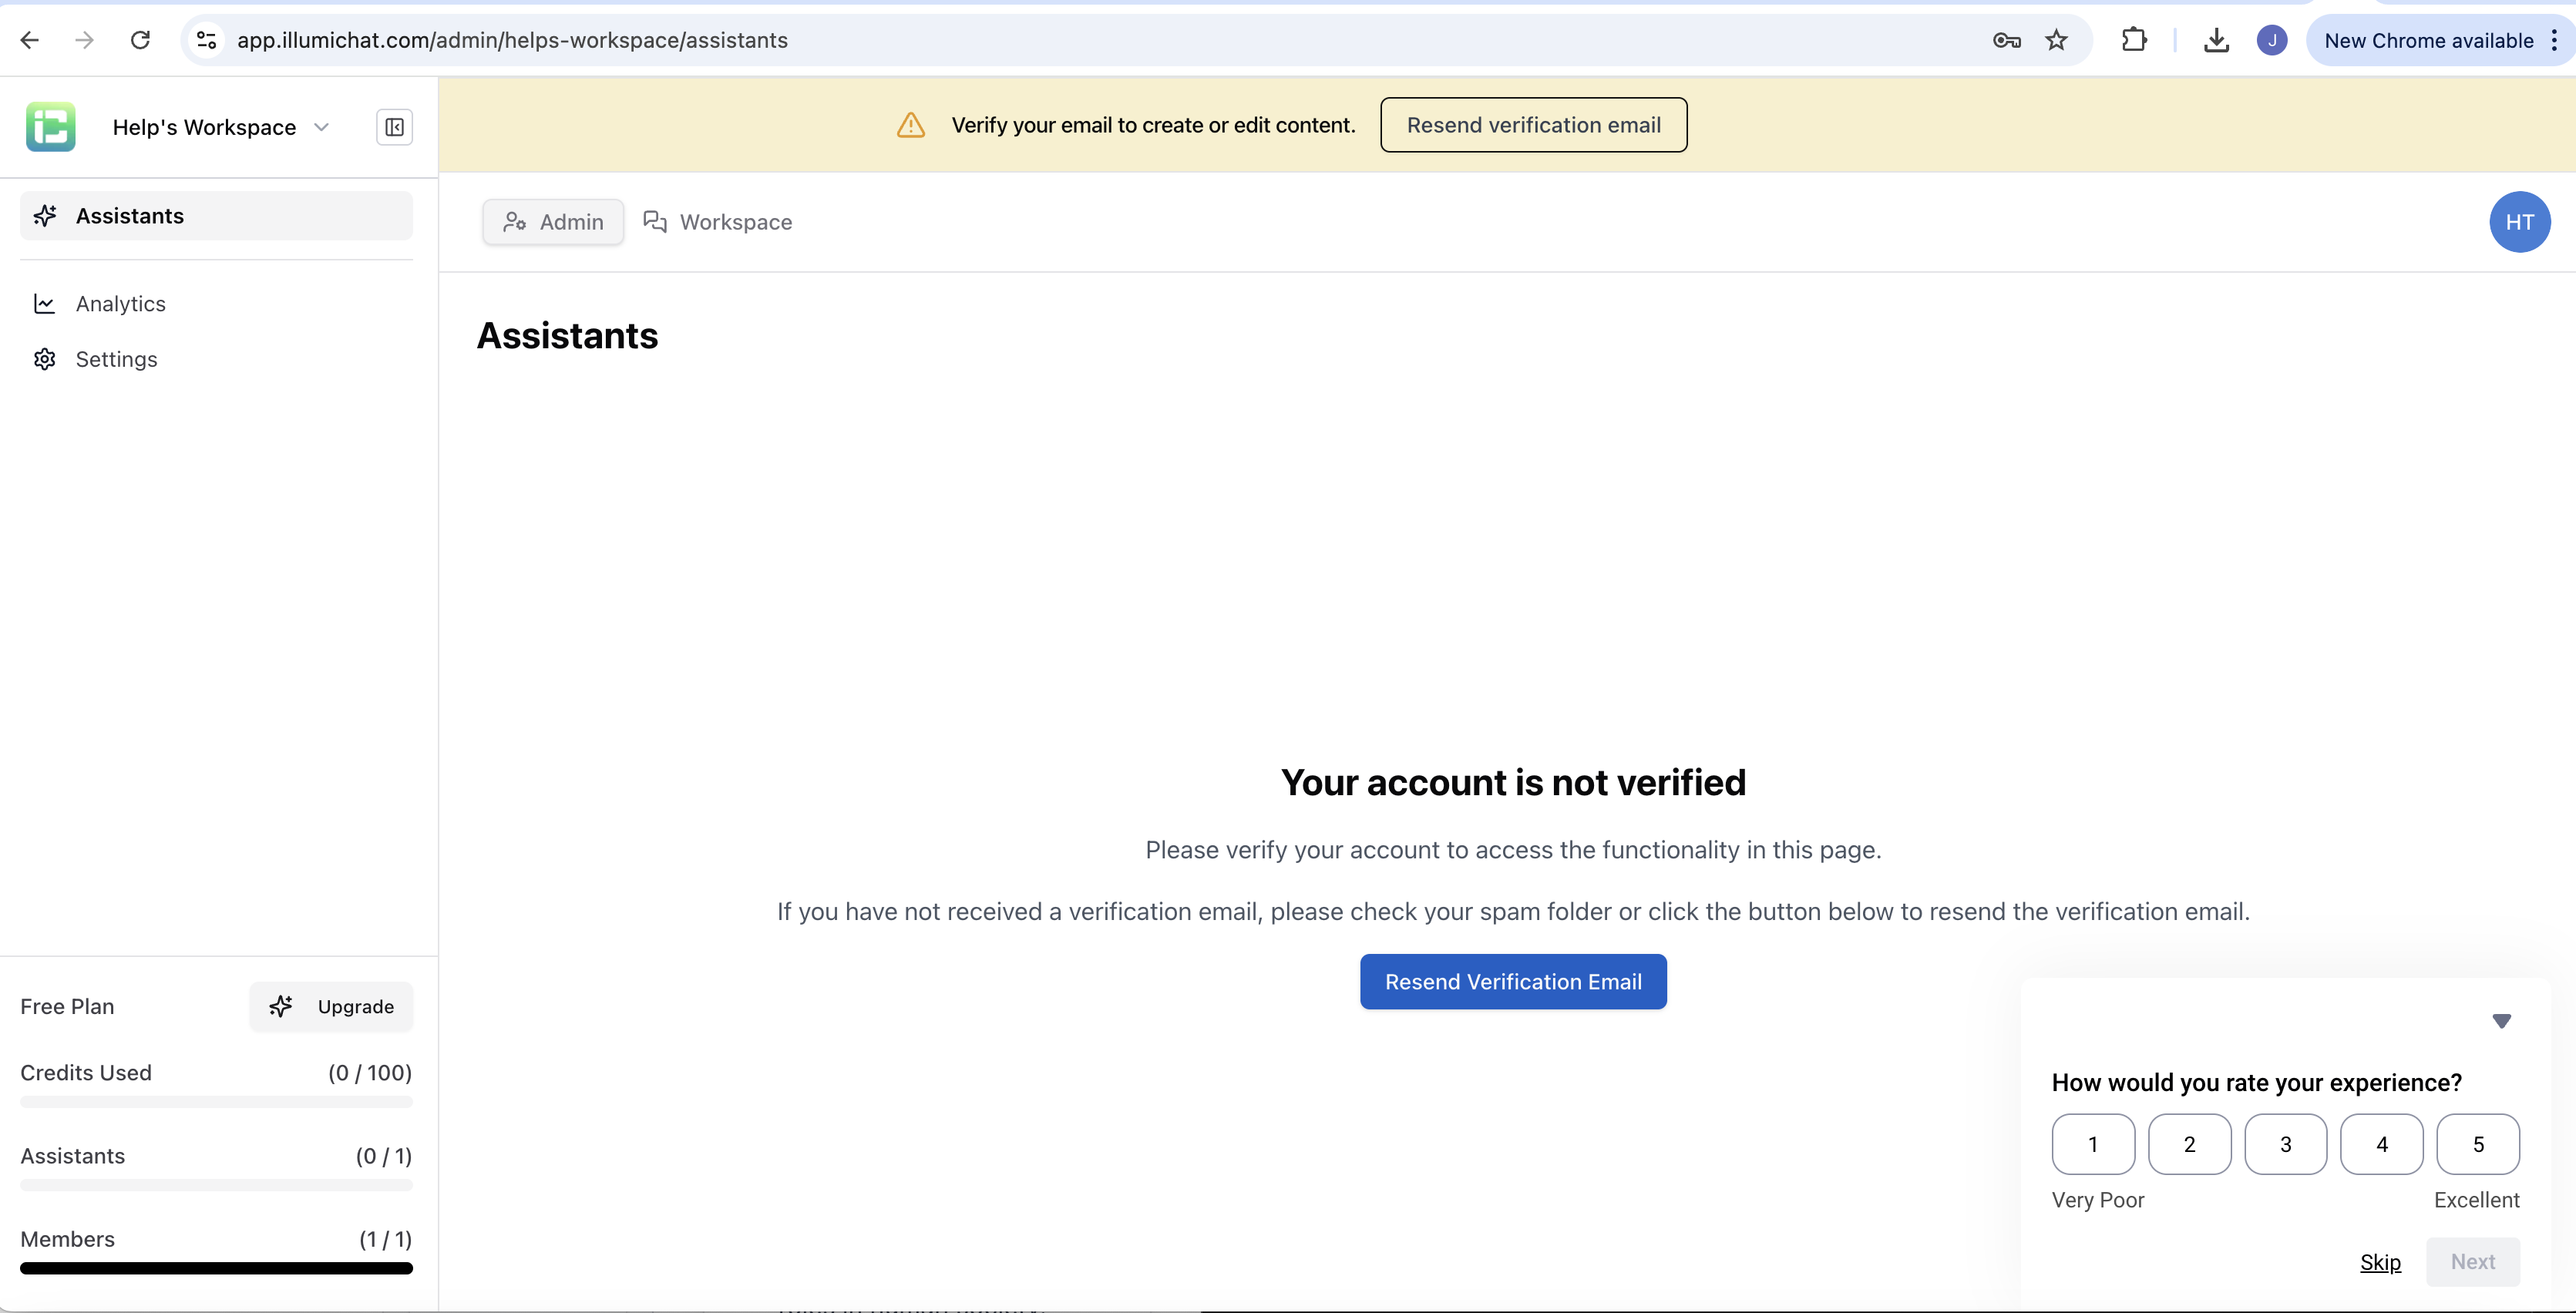 app.illumichat.com/admin/helps-workspace/assistants
J
New Chrome available
Help's Workspace
Verify your email to create or edit content.
Resend verification email
Assistants
Admin
Workspace
HT
Analytics
Settings
Assistants
Your account is not verified
Please verify your account to access the functionality in this page.
If you have not received a verification email, please check your spam folder or click the button below to resend the verification email.
Resend Verification Email
Free Plan
Upgrade
Credits Used (0 / 100)
Assistants (0 / 1)
Members (1 / 1)
How would you rate your experience?
1 2 3 4 5
Very Poor Excellent
Skip Next